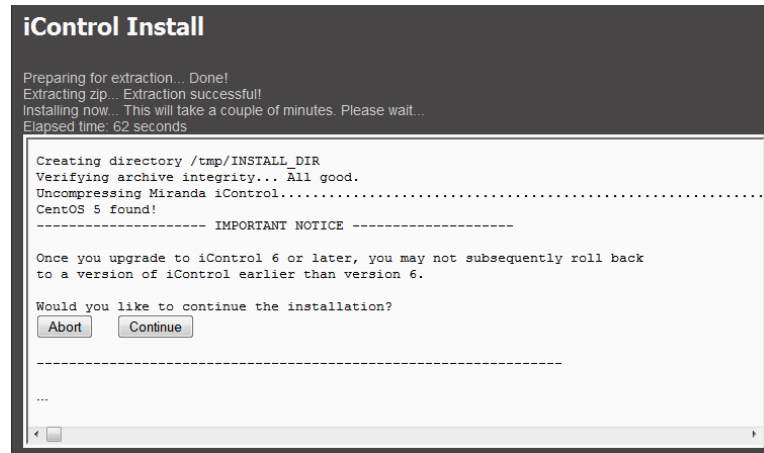 iControl Install
Preparing for extraction... Done!
Extracting zip... Extraction successful!
Installing now... This will take a couple of minutes. Please wait...
Elapsed time: 62 seconds
Creating directory /tmp/INSTALL_DIR
Verifying archive integrity... All good.
Uncompressing Miranda iControl............................................................
CentOS 5 found!
--------------------- IMPORTANT NOTICE --------------------
Once you upgrade to iControl 6 or later, you may not subsequently roll back
to a version of iControl earlier than version 6.
Would you like to continue the installation?
Abort Continue
-----------------------------------------------------------------
...